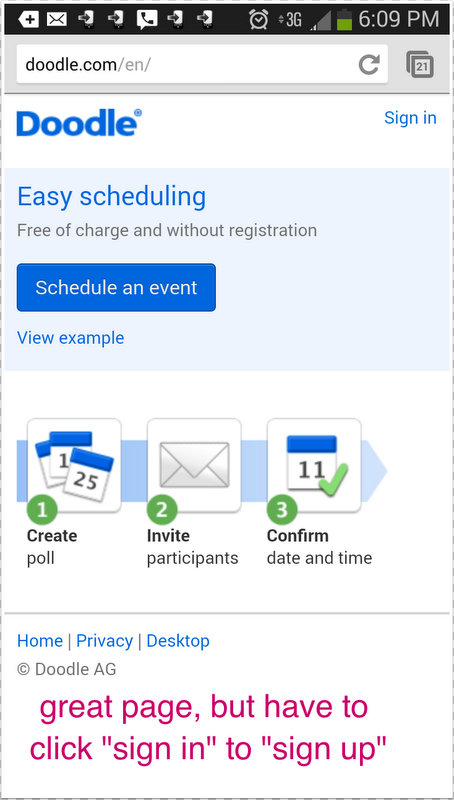 3G 6:09 PM
doodle.com/en/ 21
Doodle®
Sign in
Easy scheduling
Free of charge and without registration
Schedule an event
View example
1 25 11
1 2 3
Create Invite Confirm
poll participants date and time
Home | Privacy | Desktop
© Doodle AG
great page, but have to
click "sign in" to "sign up"